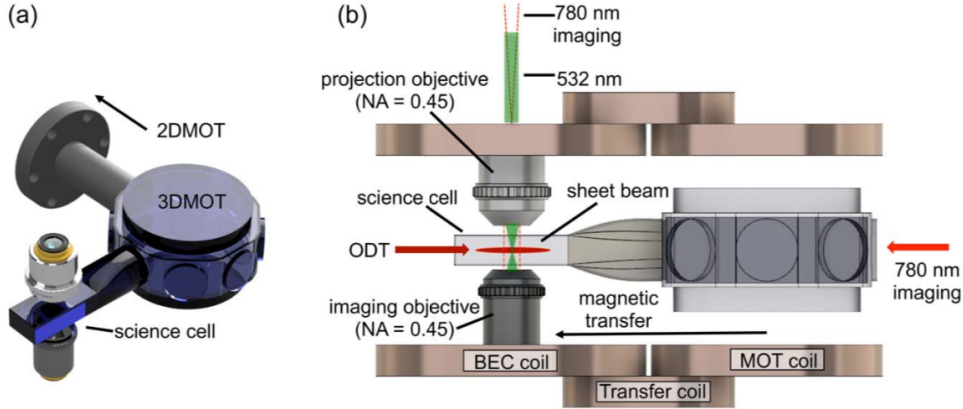 (a)
2DMOT
3DMOT
science cell
(b)
780 nm
imaging
532 nm
projection objective
(NA = 0.45)
science cell
sheet beam
ODT
780 nm
imaging
imaging objective
(NA = 0.45)
magnetic
transfer
BEC coil
MOT coil
Transfer coil